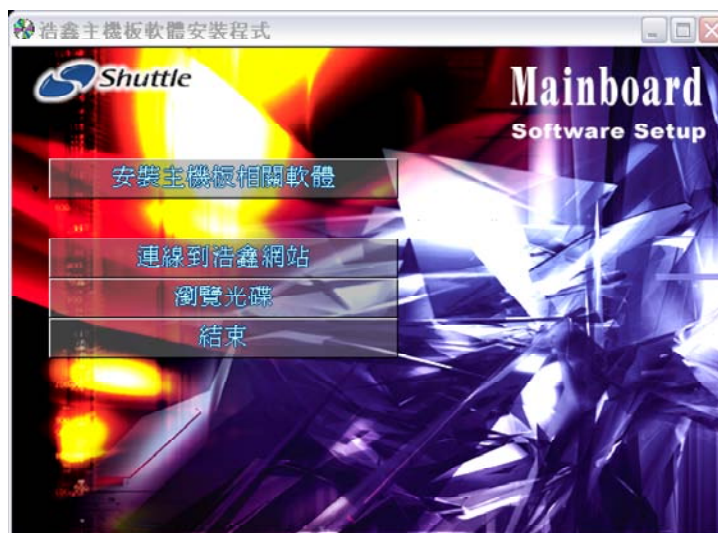 浩鑫主機板軟體安裝程式
Shuttle
Mainboard
Software Setup
安裝主機板相關軟體
連線到浩鑫網站
瀏覽光碟
結束